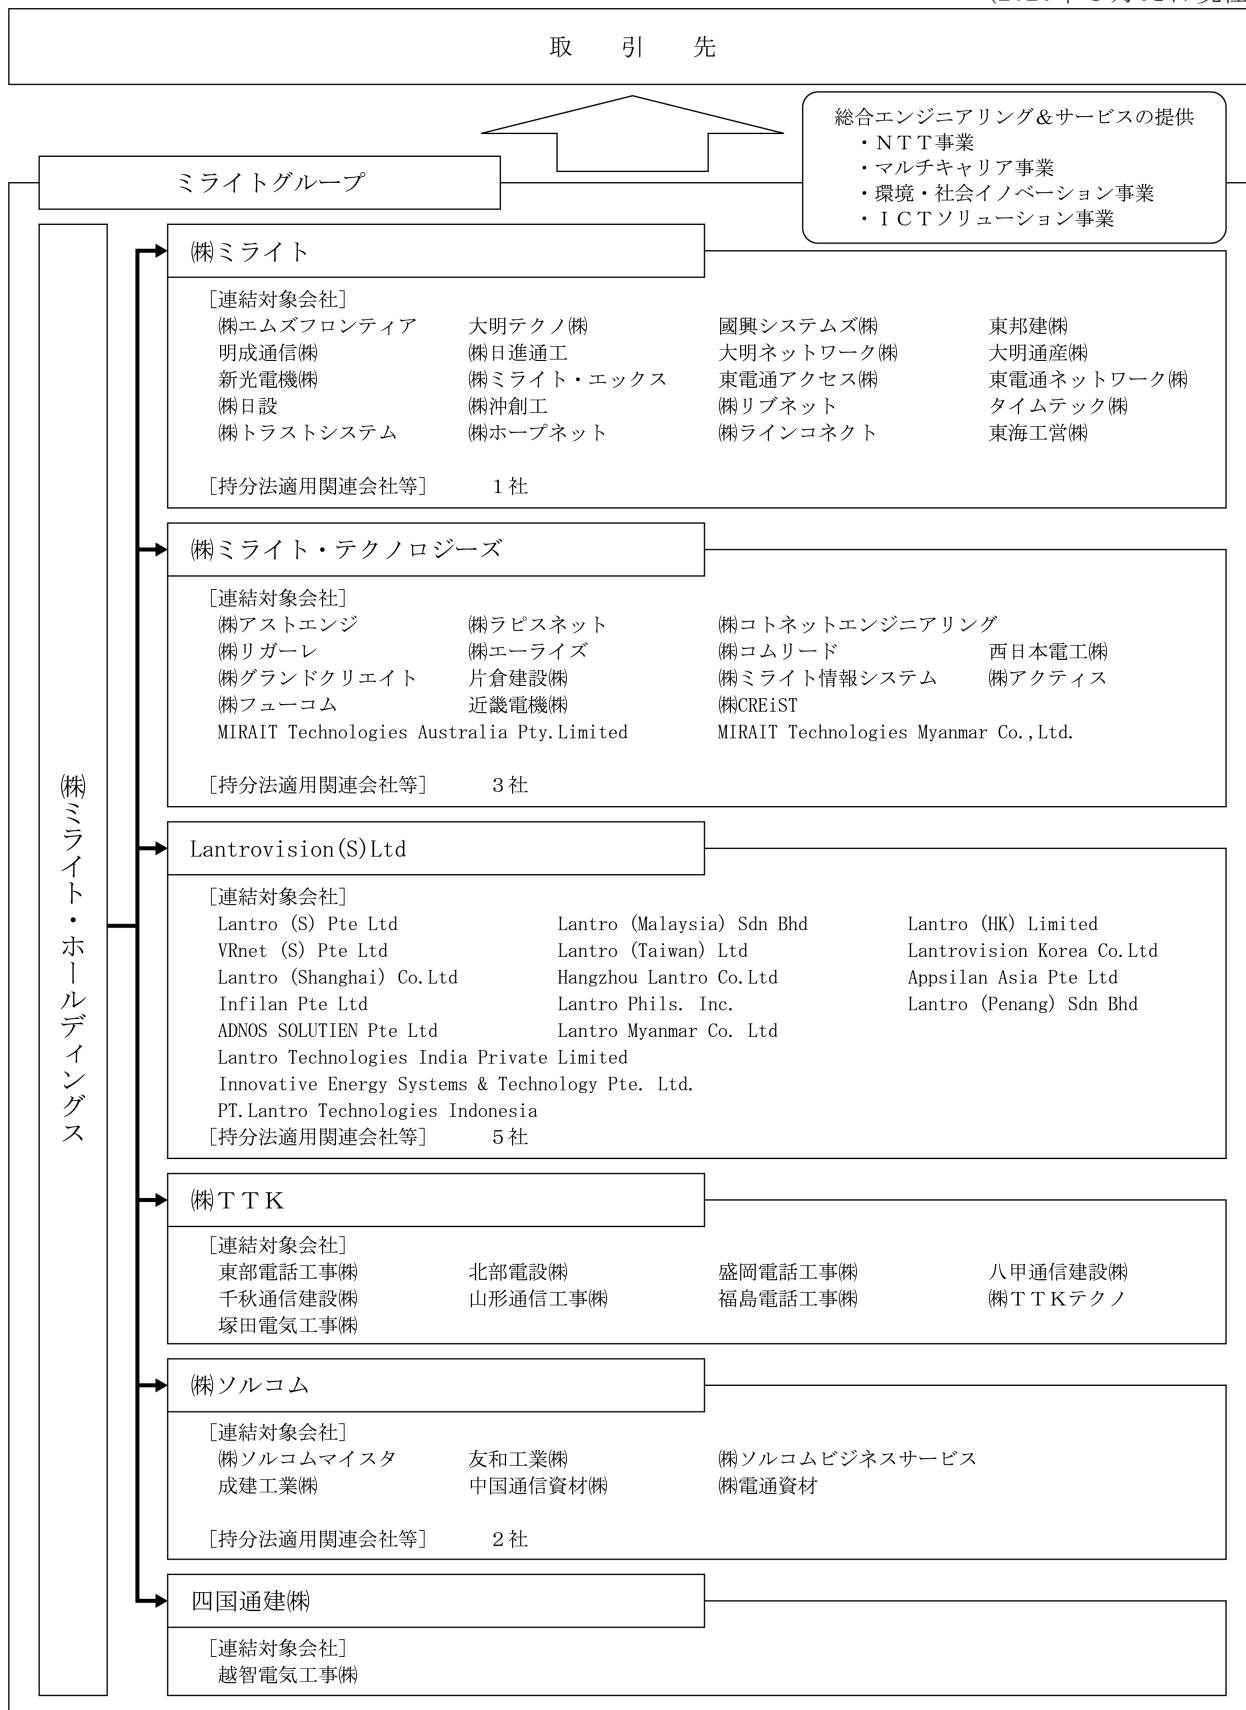 取　引　先
総合エンジニアリング＆サービスの提供
・ＮＴＴ事業
・マルチキャリア事業
・環境・社会イノベーション事業
・ＩＣＴソリューション事業
ミライトグループ
㈱ミライト・ホールディングス
㈱ミライト
［連結対象会社］
㈱エムズフロンティア　大明テクノ㈱　國興システムズ㈱　東邦建㈱
明成通信㈱　㈱日進通工　大明ネットワーク㈱　大明通産㈱
新光電機㈱　㈱ミライト・エックス　東電通アクセス㈱　東電通ネットワーク㈱
㈱日設　㈱沖創工　㈱リブネット　タイムテック㈱
㈱トラストシステム　㈱ホープネット　㈱ラインコネクト　東海工営㈱
［持分法適用関連会社等］　１社
㈱ミライト・テクノロジーズ
［連結対象会社］
㈱アストエンジ　㈱ラピスネット　㈱コトネットエンジニアリング
㈱リガーレ　㈱エーライズ　㈱コムリード　西日本電工㈱
㈱グランドクリエイト　片倉建設㈱　㈱ミライト情報システム　㈱アクティス
㈱フューコム　近畿電機㈱　㈱CREiST
MIRAIT Technologies Australia Pty.Limited　MIRAIT Technologies Myanmar Co.,Ltd.
［持分法適用関連会社等］　３社
Lantrovision(S)Ltd
［連結対象会社］
Lantro (S) Pte Ltd　Lantro (Malaysia) Sdn Bhd　Lantro (HK) Limited
VRnet (S) Pte Ltd　Lantro (Taiwan) Ltd　Lantrovision Korea Co.Ltd
Lantro (Shanghai) Co.Ltd　Hangzhou Lantro Co.Ltd　Appsilan Asia Pte Ltd
Infilan Pte Ltd　Lantro Phils. Inc.　Lantro (Penang) Sdn Bhd
ADNOS SOLUTIEN Pte Ltd　Lantro Myanmar Co. Ltd
Lantro Technologies India Private Limited
Innovative Energy Systems & Technology Pte. Ltd.
PT.Lantro Technologies Indonesia
［持分法適用関連会社等］　５社
㈱ＴＴＫ
［連結対象会社］
東部電話工事㈱　北部電設㈱　盛岡電話工事㈱　八甲通信建設㈱
千秋通信建設㈱　山形通信工事㈱　福島電話工事㈱　㈱ＴＴＫテクノ
塚田電気工事㈱
㈱ソルコム
［連結対象会社］
㈱ソルコムマイスタ　友和工業㈱　㈱ソルコムビジネスサービス
成建工業㈱　中国通信資材㈱　㈱電通資材
［持分法適用関連会社等］　２社
四国通建㈱
［連結対象会社］
越智電気工事㈱